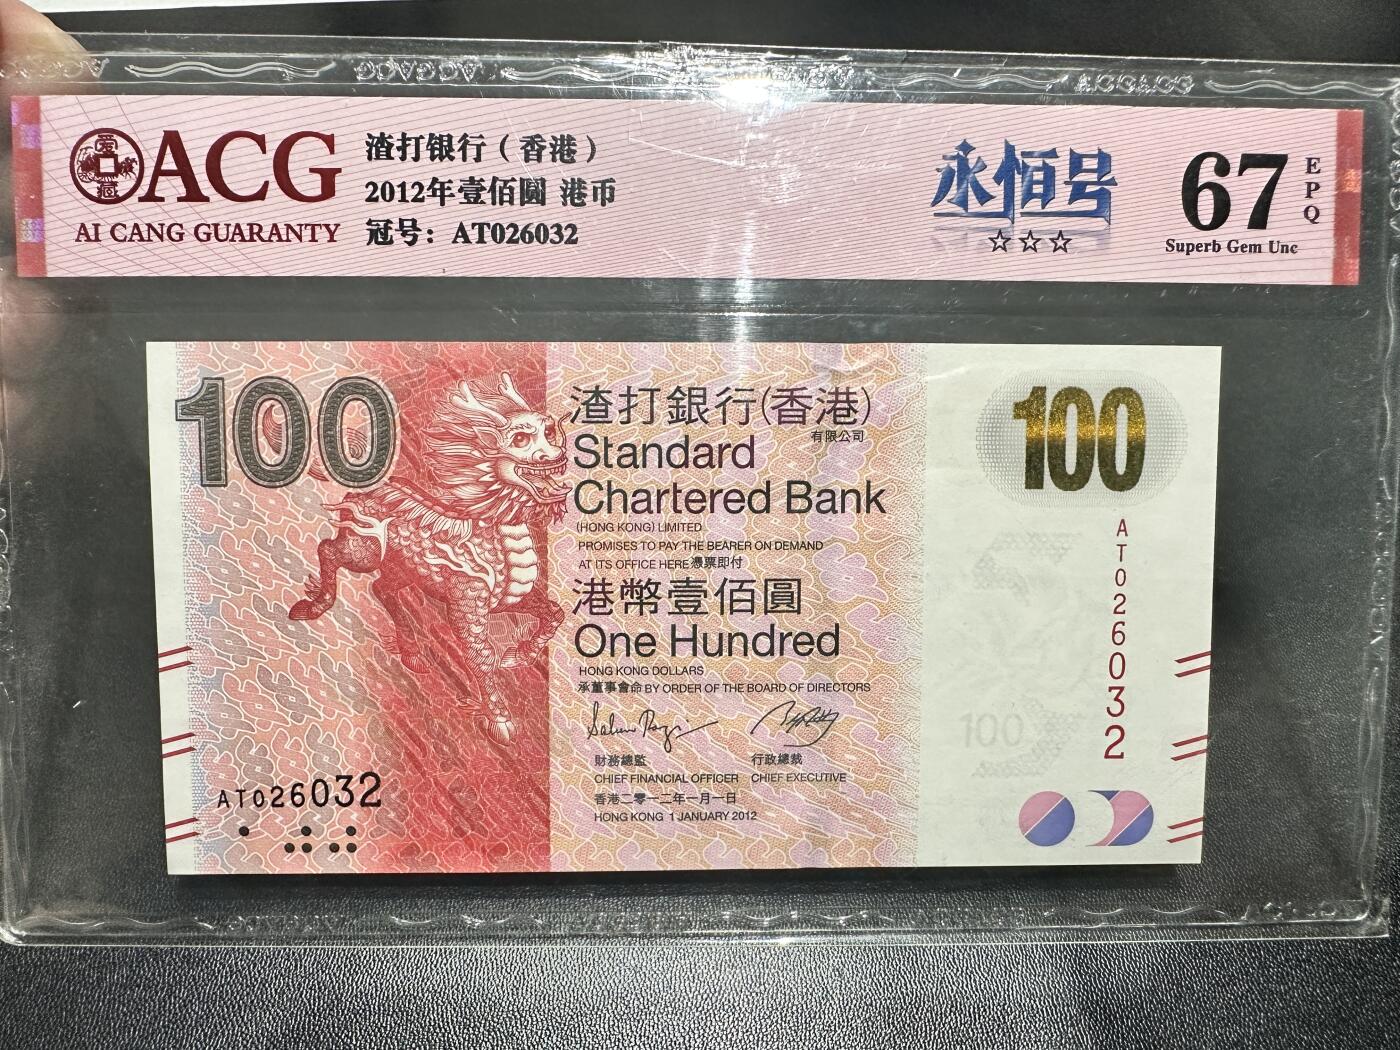 ACG
AI CANG GUARANTY
渣打银行（香港）
2012年壹佰圆 港币
冠号：AT026032
永恒号
☆☆☆
67
EPQ
Superb Gem Unc
100
渣打銀行(香港)
有限公司
Standard
Chartered Bank
(HONG KONG) LIMITED
PROMISES TO PAY THE BEARER ON DEMAND
AT ITS OFFICE HERE 憑票即付
港幣壹佰圓
One Hundred
HONG KONG DOLLARS
承董事會命 BY ORDER OF THE BOARD OF DIRECTORS
財務總監
CHIEF FINANCIAL OFFICER
行政總裁
CHIEF EXECUTIVE
香港二零一二年一月一日
HONG KONG 1 JANUARY 2012
AT026032
100
AT026032
100